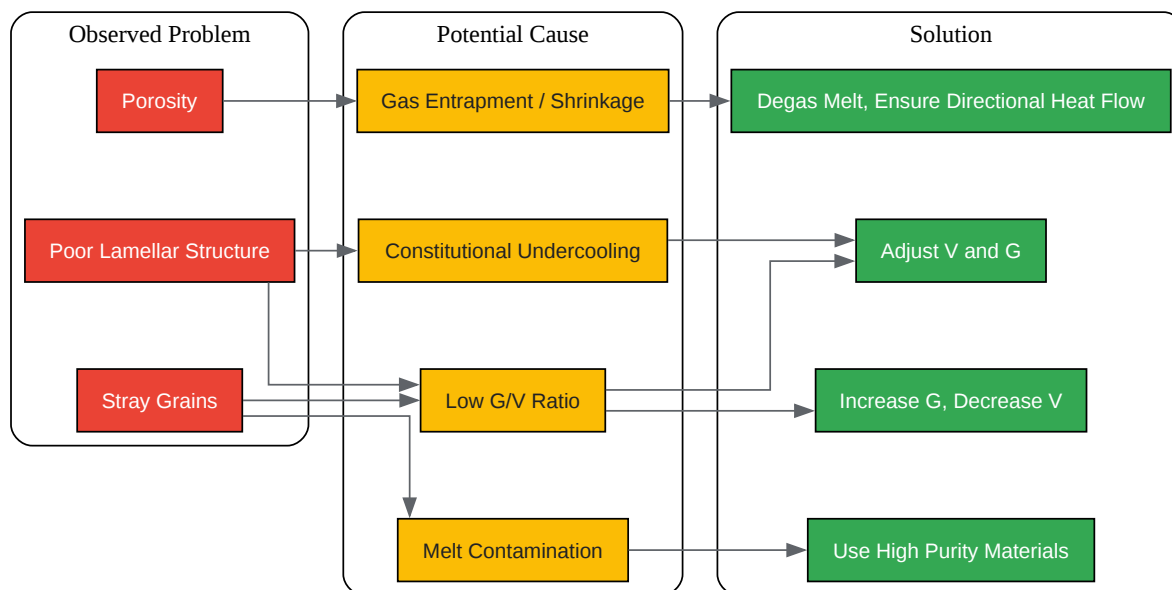 Observed Problem
Potential Cause
Solution
Porosity
Gas Entrapment / Shrinkage
Degas Melt, Ensure Directional Heat Flow
Poor Lamellar Structure
Constitutional Undercooling
Adjust V and G
Stray Grains
Low G/V Ratio
Increase G, Decrease V
Melt Contamination
Use High Purity Materials